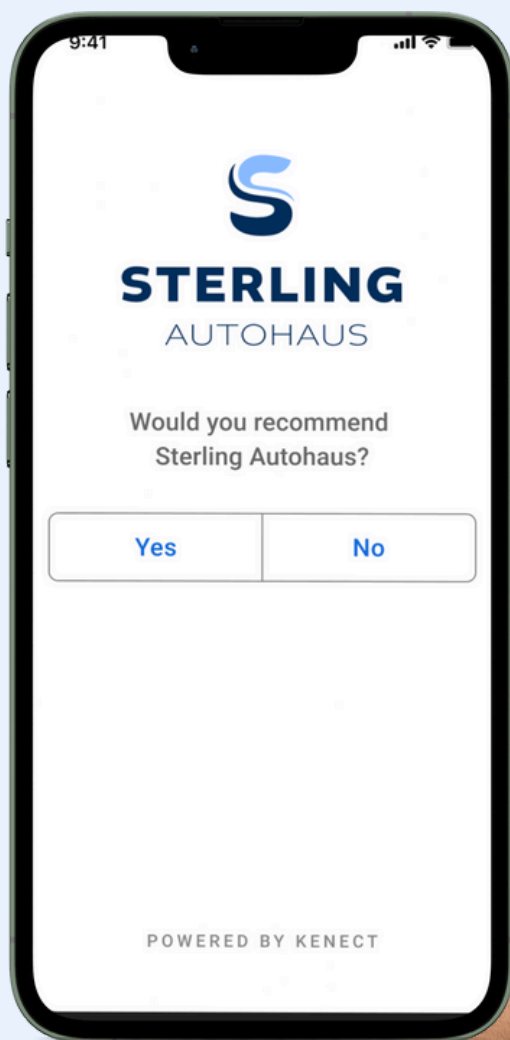 9:41
STERLING
AUTOHAUS
Would you recommend
Sterling Autohaus?
Yes
No
POWERED BY KENECT